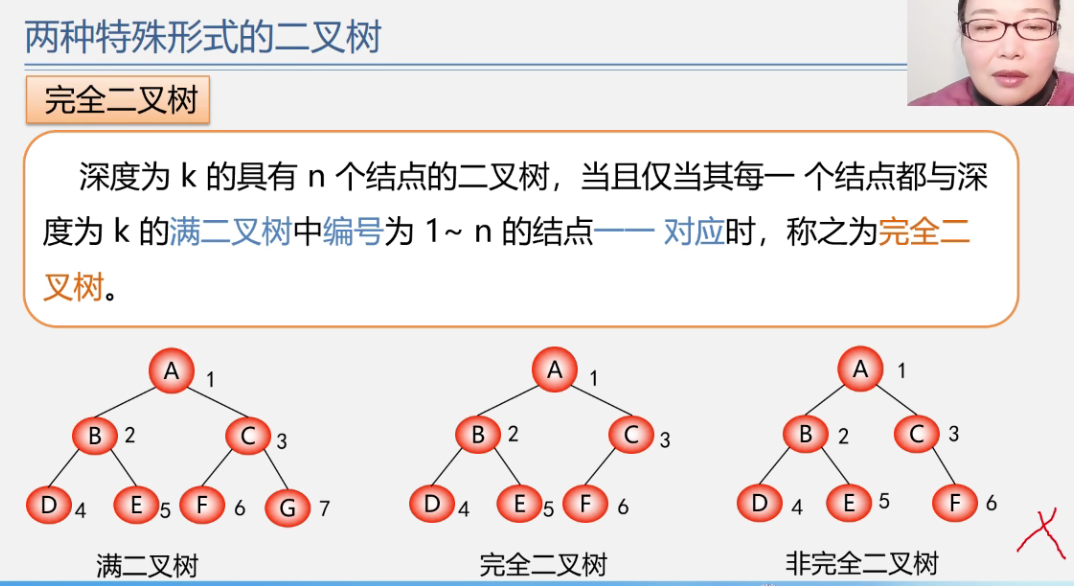 两种特殊形式的二叉树
完全二叉树
深度为 k 的具有 n 个结点的二叉树，当且仅当其每一 个结点都与深
度为 k 的满二叉树中编号为 1~ n 的结点一一 对应时，称之为完全二
叉树。
A 1
B 2 C 3
D 4 E 5 F 6 G 7
满二叉树
A 1
B 2 C 3
D 4 E 5 F 6
完全二叉树
A 1
B 2 C 3
D 4 E 5 F 6
非完全二叉树